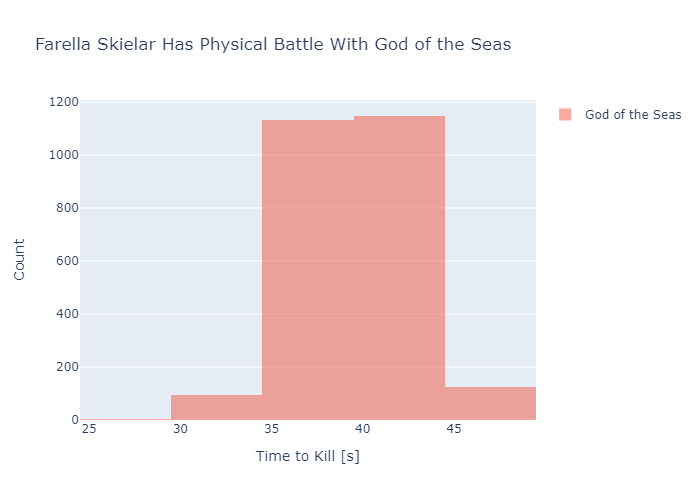 Farella Skielar Has Physical Battle With God of the Seas
God of the Seas
1200
1000
800
600
400
200
0
Count
25 30 35 40 45
Time to Kill [s]